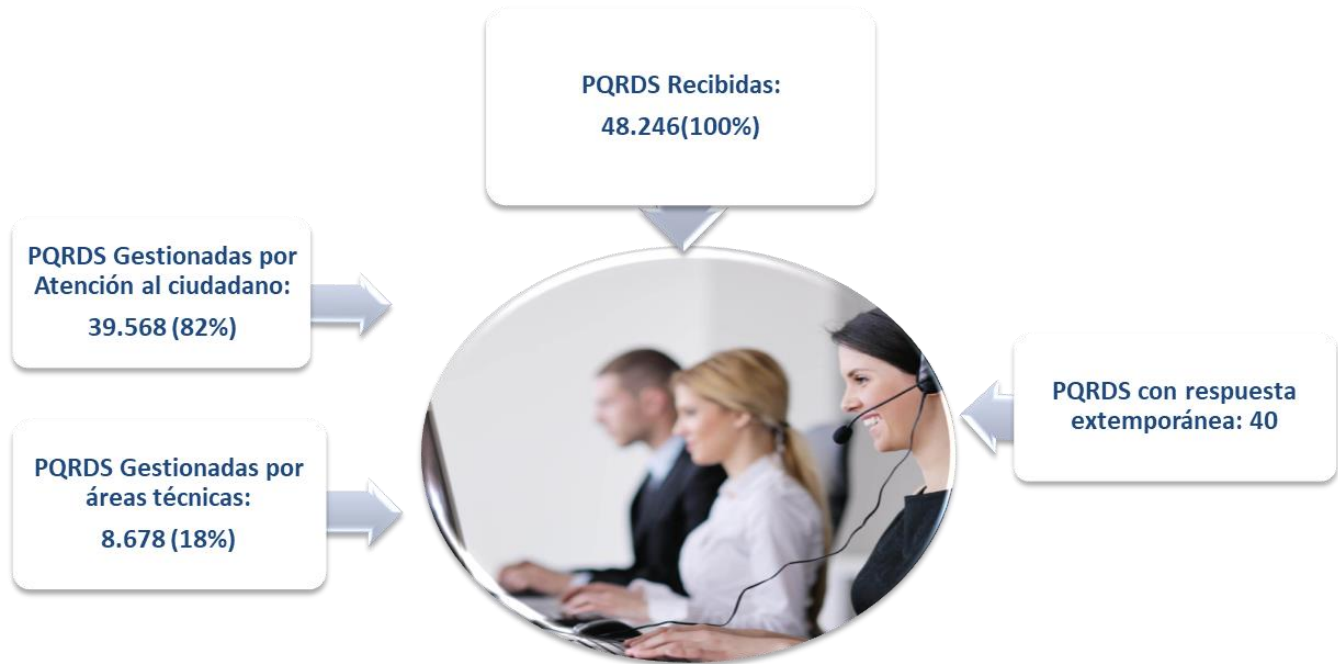 PQRDS Recibidas:
48.246(100%)
PQRDS Gestionadas por
Atención al ciudadano:
39.568 (82%)
PQRDS Gestionadas por
áreas técnicas:
8.678 (18%)
PQRDS con respuesta
extemporánea: 40